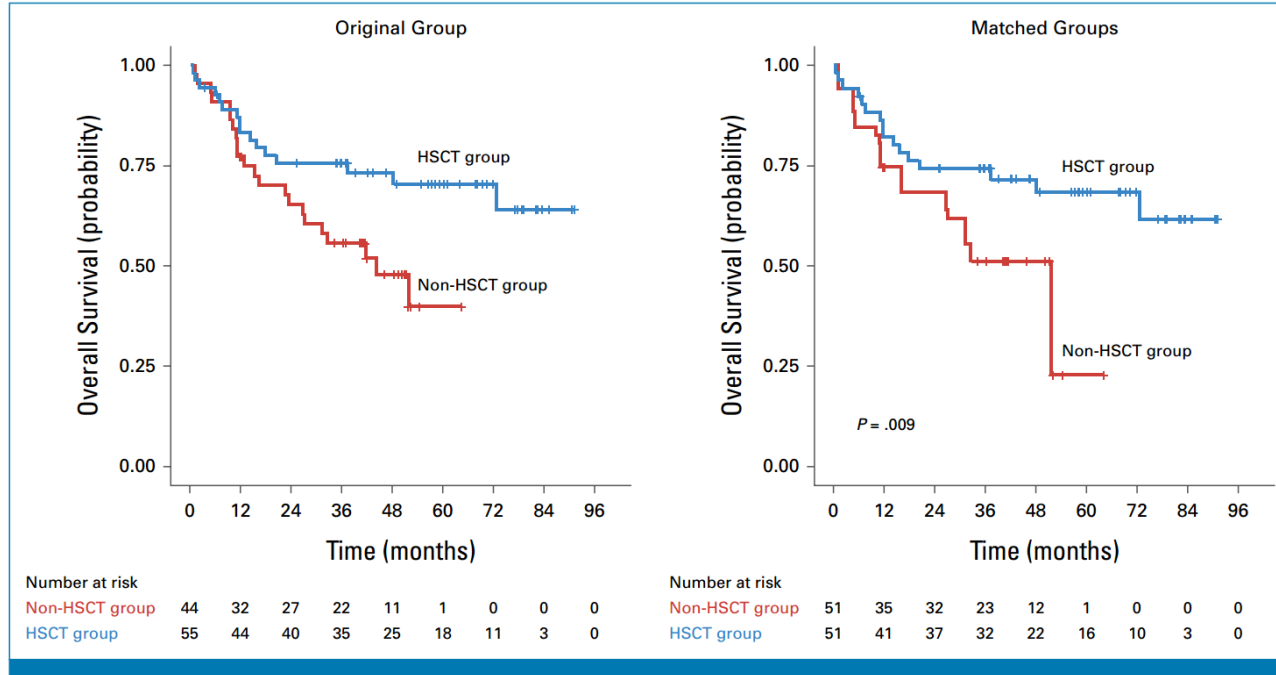 Original Group
Matched Groups
Overall Survival (probability)
1.00
0.75
0.50
0.25
0.00
HSCT group
Non-HSCT group
0 12 24 36 48 60 72 84 96
Time (months)
Number at risk
Non-HSCT group 44 32 27 22 11 1 0 0 0
HSCT group 55 44 40 35 25 18 11 3 0
Overall Survival (probability)
1.00
0.75
0.50
0.25
0.00
HSCT group
Non-HSCT group
P = .009
0 12 24 36 48 60 72 84 96
Time (months)
Number at risk
Non-HSCT group 51 35 32 23 12 1 0 0 0
HSCT group 51 41 37 32 22 16 10 3 0